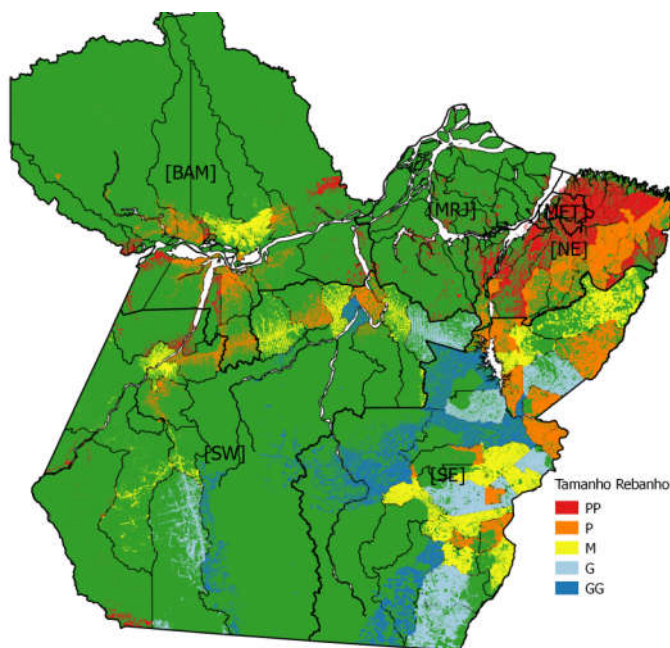 [BAM]
[MRJ]
[MET]
[NE]
[SW]
[SE]
Tamanho Rebanho
PP
P
M
G
GG